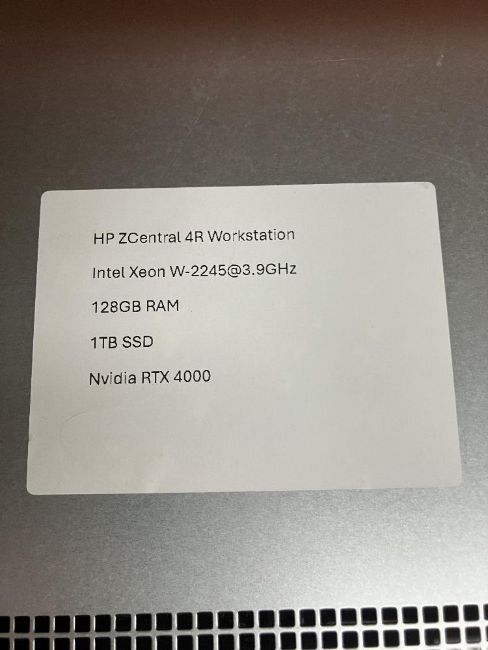 HP ZCentral 4R Workstation
Intel Xeon W-2245@3.9GHz
128GB RAM
1TB SSD
Nvidia RTX 4000